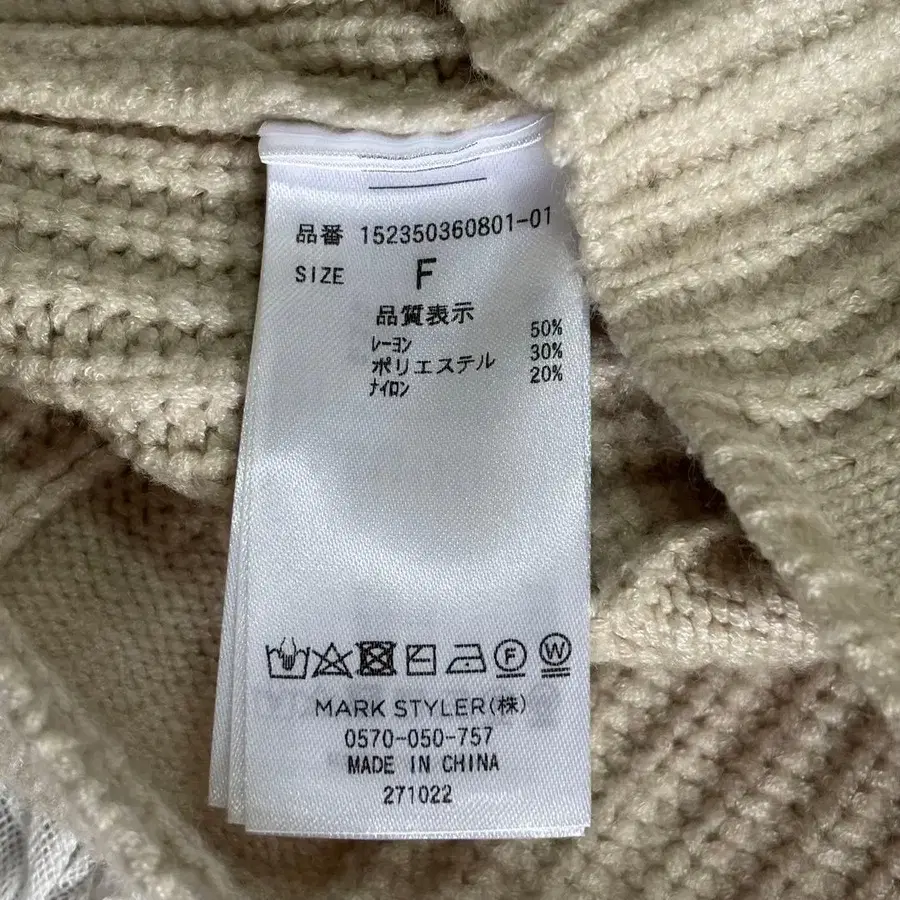 品番 152350360801-01
SIZE F
品質表示
レーヨン 50%
ポリエステル 30%
ナイロン 20%
F W
MARK STYLER(株)
0570-050-757
MADE IN CHINA
271022